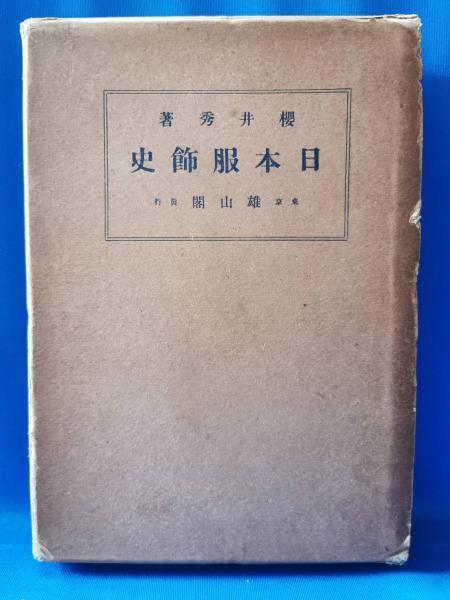 櫻井秀著
日本服飾史
東京 雄山閣 發行